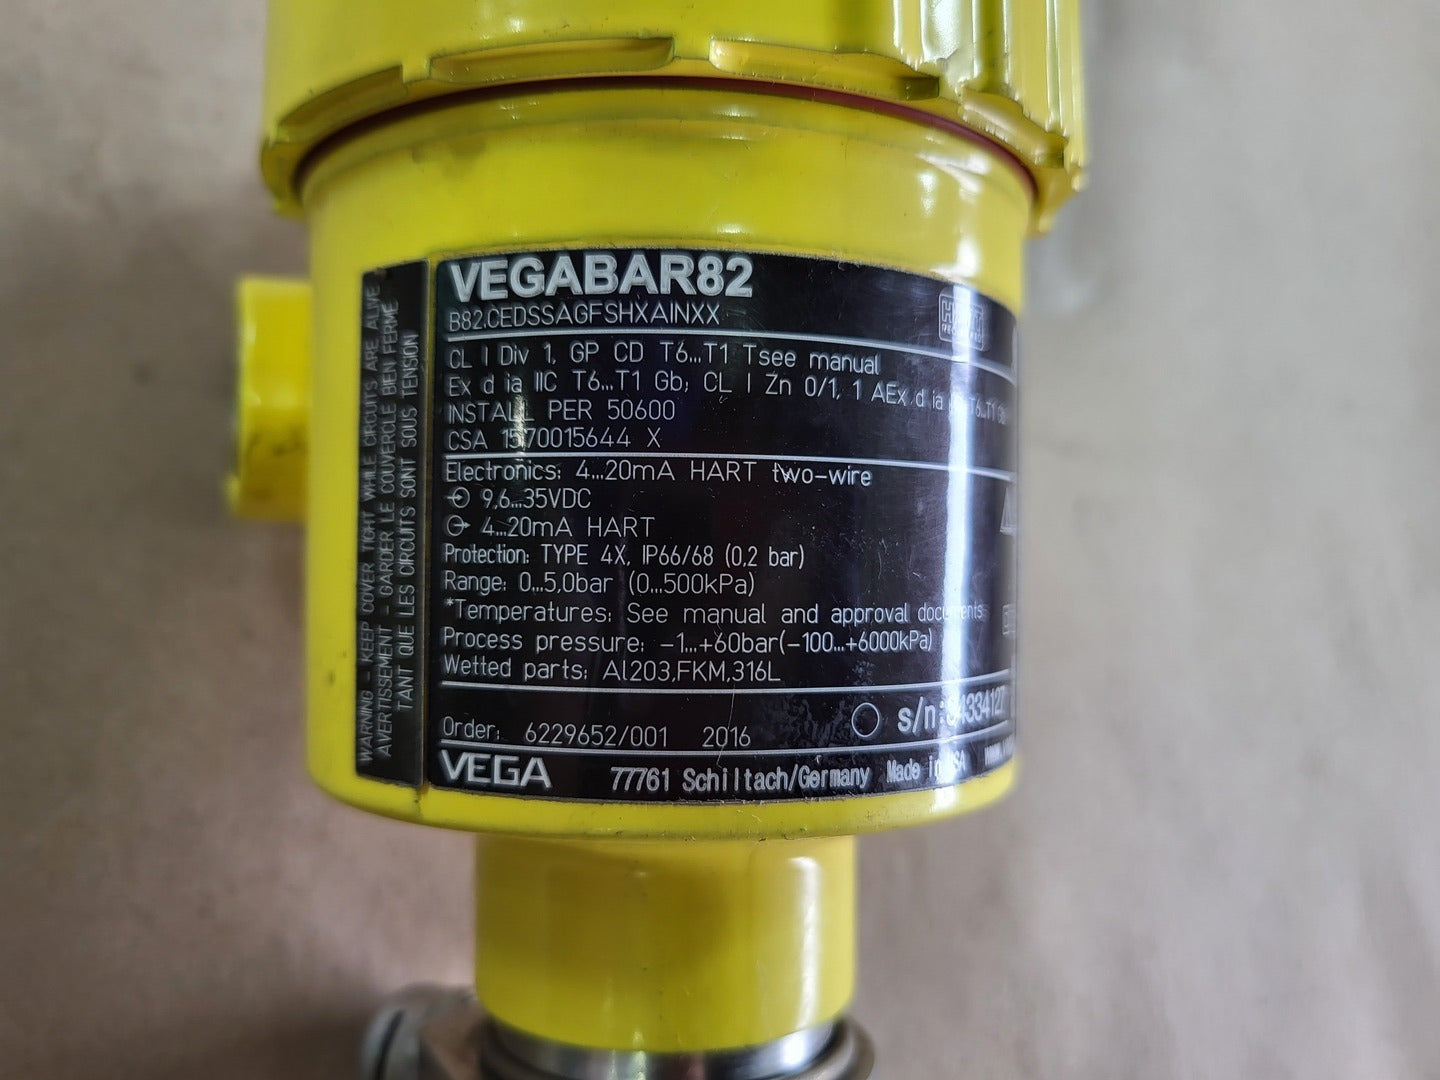 WARNING - KEEP COVER TIGHT WHILE CIRCUITS ARE ALIVE
AVERTISSEMENT - GARDER LE COUVERCLE BIEN FERMÉ
TANT QUE LES CIRCUITS SONT SOUS TENSION
VEGABAR82
B82.CEDSSAGFSHXAINXX
CL I Div 1, GP CD T6...T1 Tsee manual
Ex d ia IIC T6...T1 Gb; CL I Zn 0/1, 1 AEx d ia
INSTALL PER 50600
CSA 1570015644 X
Electronics: 4...20mA HART two-wire
9,6...35VDC
4...20mA HART
Protection: TYPE 4X, IP66/68 (0,2 bar)
Range: 0...5,0bar (0...500kPa)
*Temperatures: See manual and approval documents
Process pressure: -1...+60bar(-100...+6000kPa)
Wetted parts: Al2O3,FKM,316L
Order: 6229652/001 2016 s/n:
VEGA 77761 Schiltach/Germany Made in USA